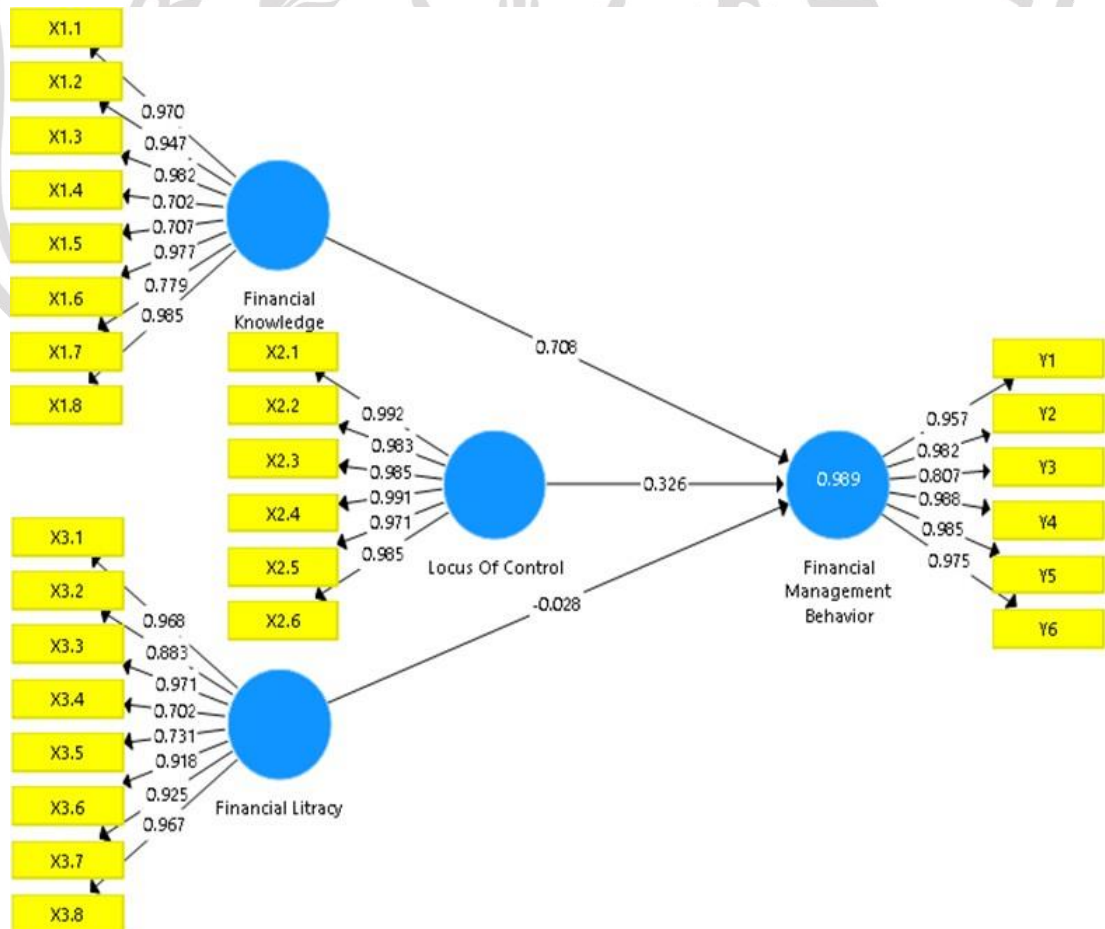 X1.1
X1.2
X1.3
X1.4
X1.5
X1.6
X1.7
X1.8
0.970
0.947
0.982
0.702
0.707
0.977
0.779
0.985
Financial
Knowledge
0.708
X2.1
X2.2
X2.3
X2.4
X2.5
X2.6
0.992
0.983
0.985
0.991
0.971
0.985
Locus Of Control
0.326
X3.1
X3.2
X3.3
X3.4
X3.5
X3.6
X3.7
X3.8
0.968
0.883
0.971
0.702
0.731
0.918
0.925
0.967
Financial Litracy
-0.028
0.989
Financial
Management
Behavior
0.957
0.982
0.807
0.988
0.985
0.975
Y1
Y2
Y3
Y4
Y5
Y6